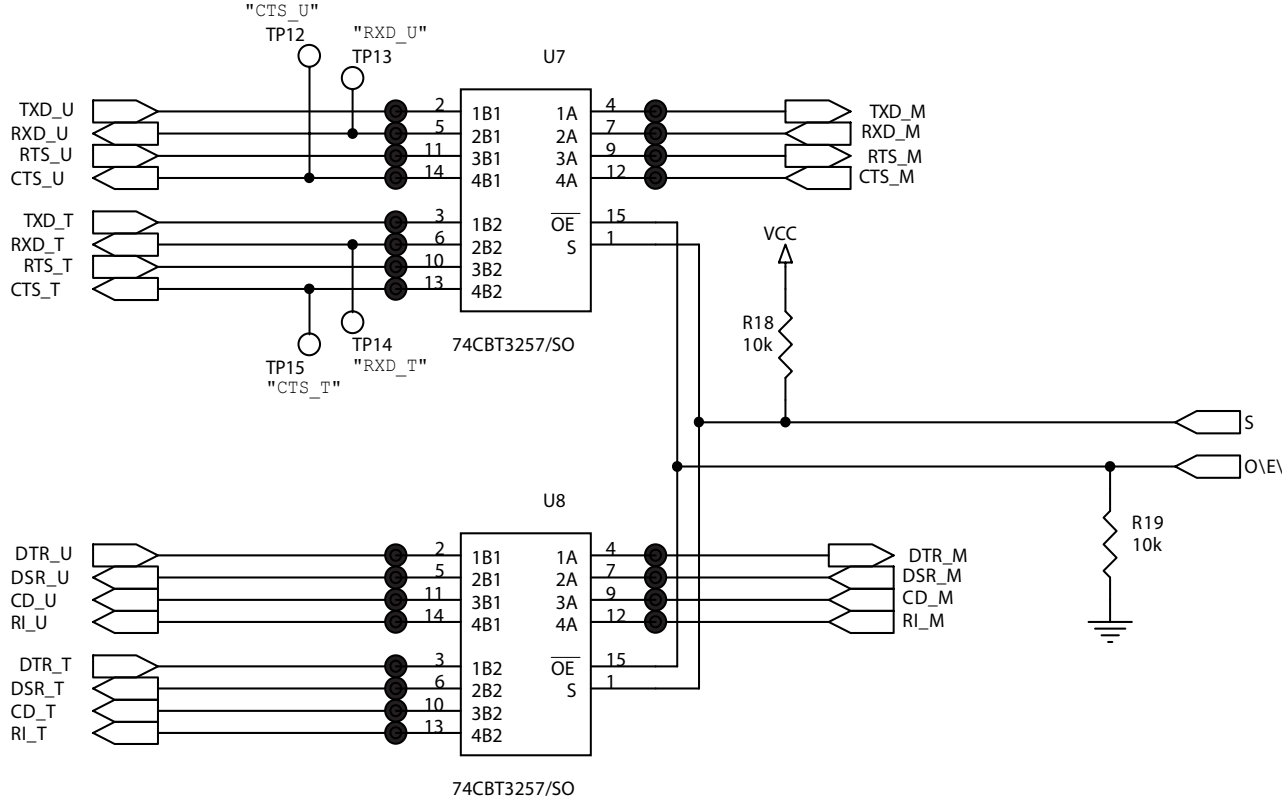 "CTS_U"
TP12
"RXD_U"
TP13
U7
TXD_U
2
1B1
1A
4
TXD_M
RXD_U
5
2B1
2A
7
RXD_M
RTS_U
11
3B1
3A
9
RTS_M
CTS_U
14
4B1
4A
12
CTS_M
TXD_T
3
1B2
OE
15
RXD_T
6
2B2
S
1
RTS_T
10
3B2
CTS_T
13
4B2
VCC
R18
10k
TP14
"RXD_T"
TP15
"CTS_T"
74CBT3257/SO
S
O\E\
R19
10k
U8
DTR_U
2
1B1
1A
4
DTR_M
DSR_U
5
2B1
2A
7
DSR_M
CD_U
11
3B1
3A
9
CD_M
RI_U
14
4B1
4A
12
RI_M
DTR_T
3
1B2
OE
15
DSR_T
6
2B2
S
1
CD_T
10
3B2
RI_T
13
4B2
74CBT3257/SO